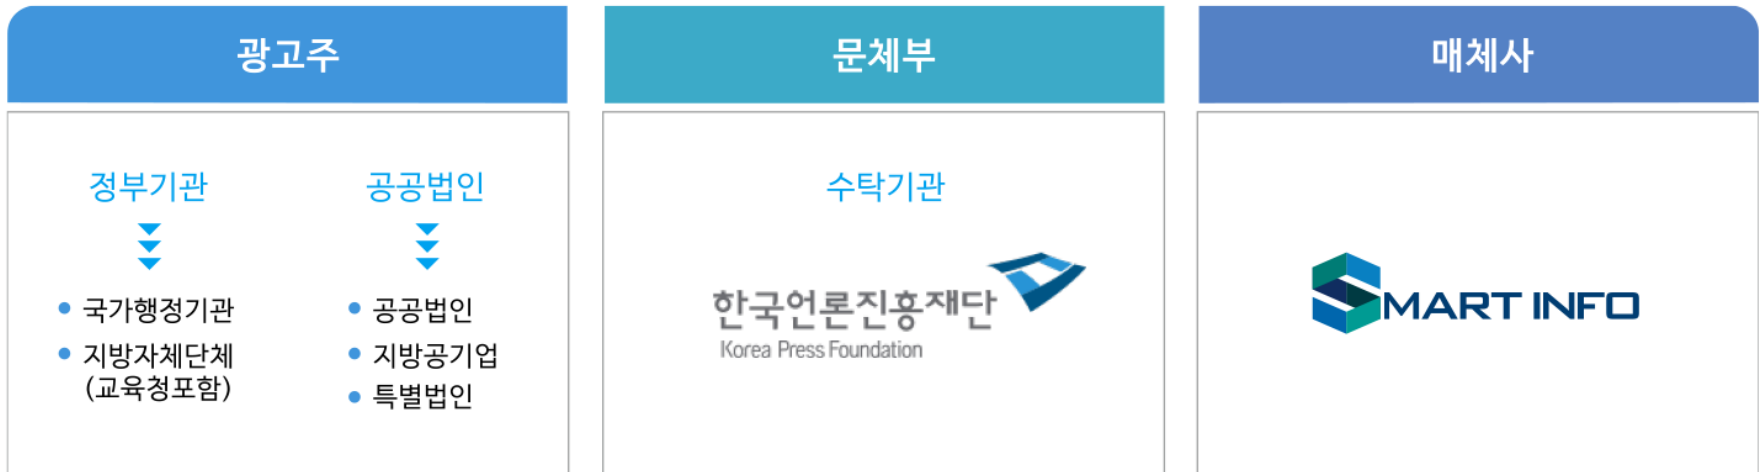 광고주
정부기관
국가행정기관
지방자체단체
(교육청포함)
공공법인
공공법인
지방공기업
특별법인
문체부
수탁기관
한국언론진흥재단
Korea Press Foundation
매체사
SMART INFO